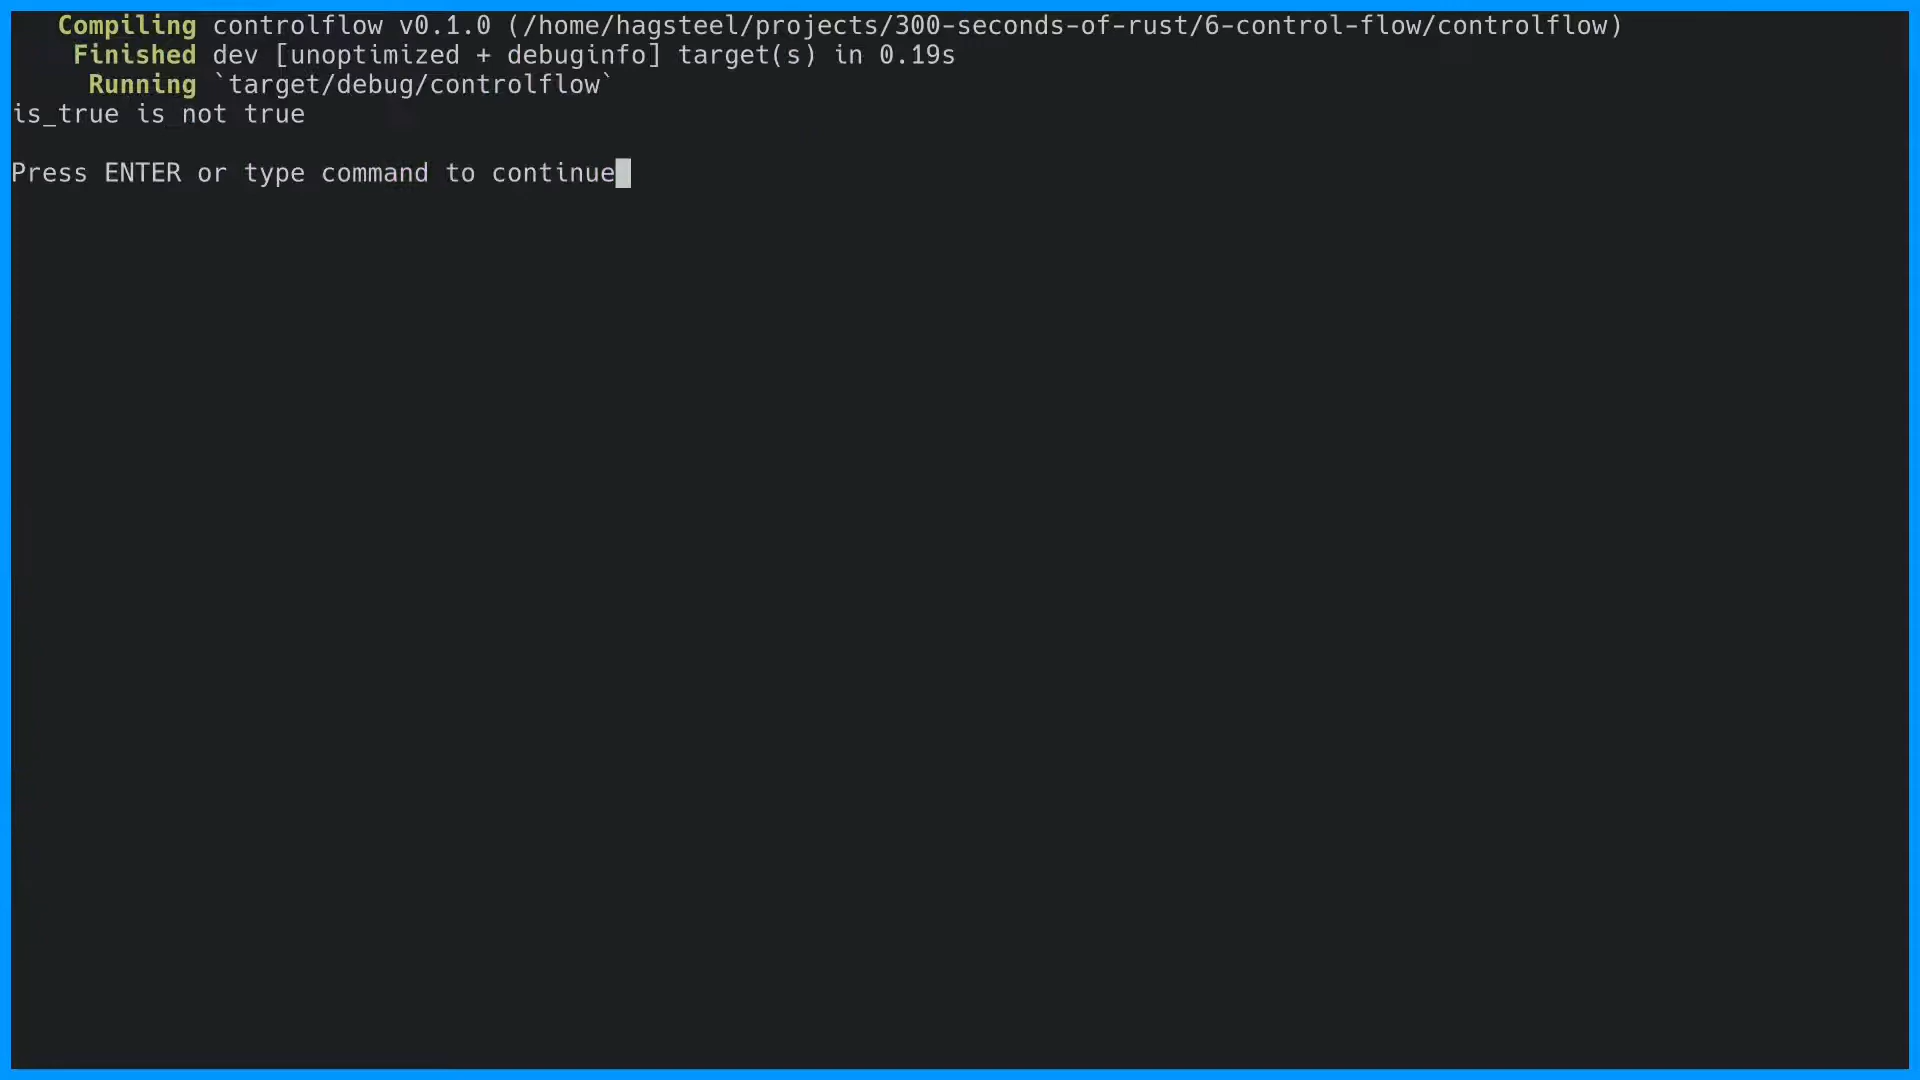 Compiling controlflow v0.1.0 (/home/hagsteel/projects/300-seconds-of-rust/6-control-flow/controlflow)
Finished dev [unoptimized + debuginfo] target(s) in 0.19s
Running `target/debug/controlflow`
is_true is not true
Press ENTER or type command to continue